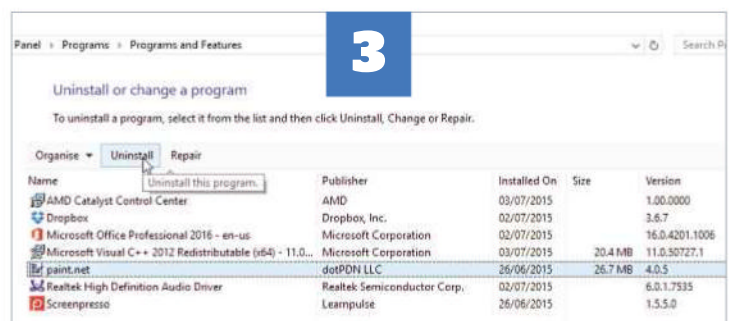 3
Panel › Programs › Programs and Features Search P
Uninstall or change a program
To uninstall a program, select it from the list and then click Uninstall, Change or Repair.
Organise Uninstall Repair
Name Publisher Installed On Size Version
Uninstall this program.
AMD Catalyst Control Center AMD 03/07/2015 1.00.0000
Dropbox Dropbox, Inc. 02/07/2015 3.6.7
Microsoft Office Professional 2016 - en-us Microsoft Corporation 02/07/2015 16.0.4201.1006
Microsoft Visual C++ 2012 Redistributable (x64) - 11.0... Microsoft Corporation 03/07/2015 20.4 MB 11.0.50727.1
paint.net dotPDN LLC 26/06/2015 26.7 MB 4.0.5
Realtek High Definition Audio Driver Realtek Semiconductor Corp. 02/07/2015 6.0.1.7535
Screenpresso Learnpulse 26/06/2015 1.5.5.0